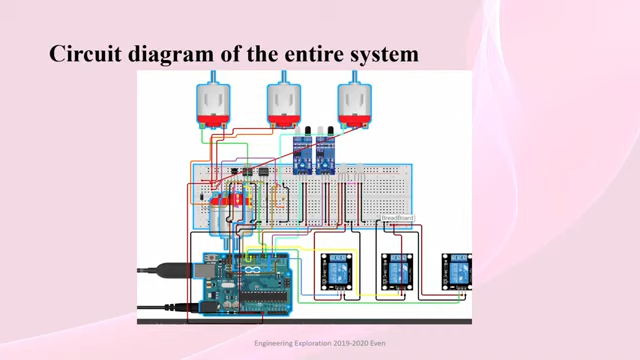 Circuit diagram of the entire system
BreadBoard
Engineering Exploration 2019-2020 Even